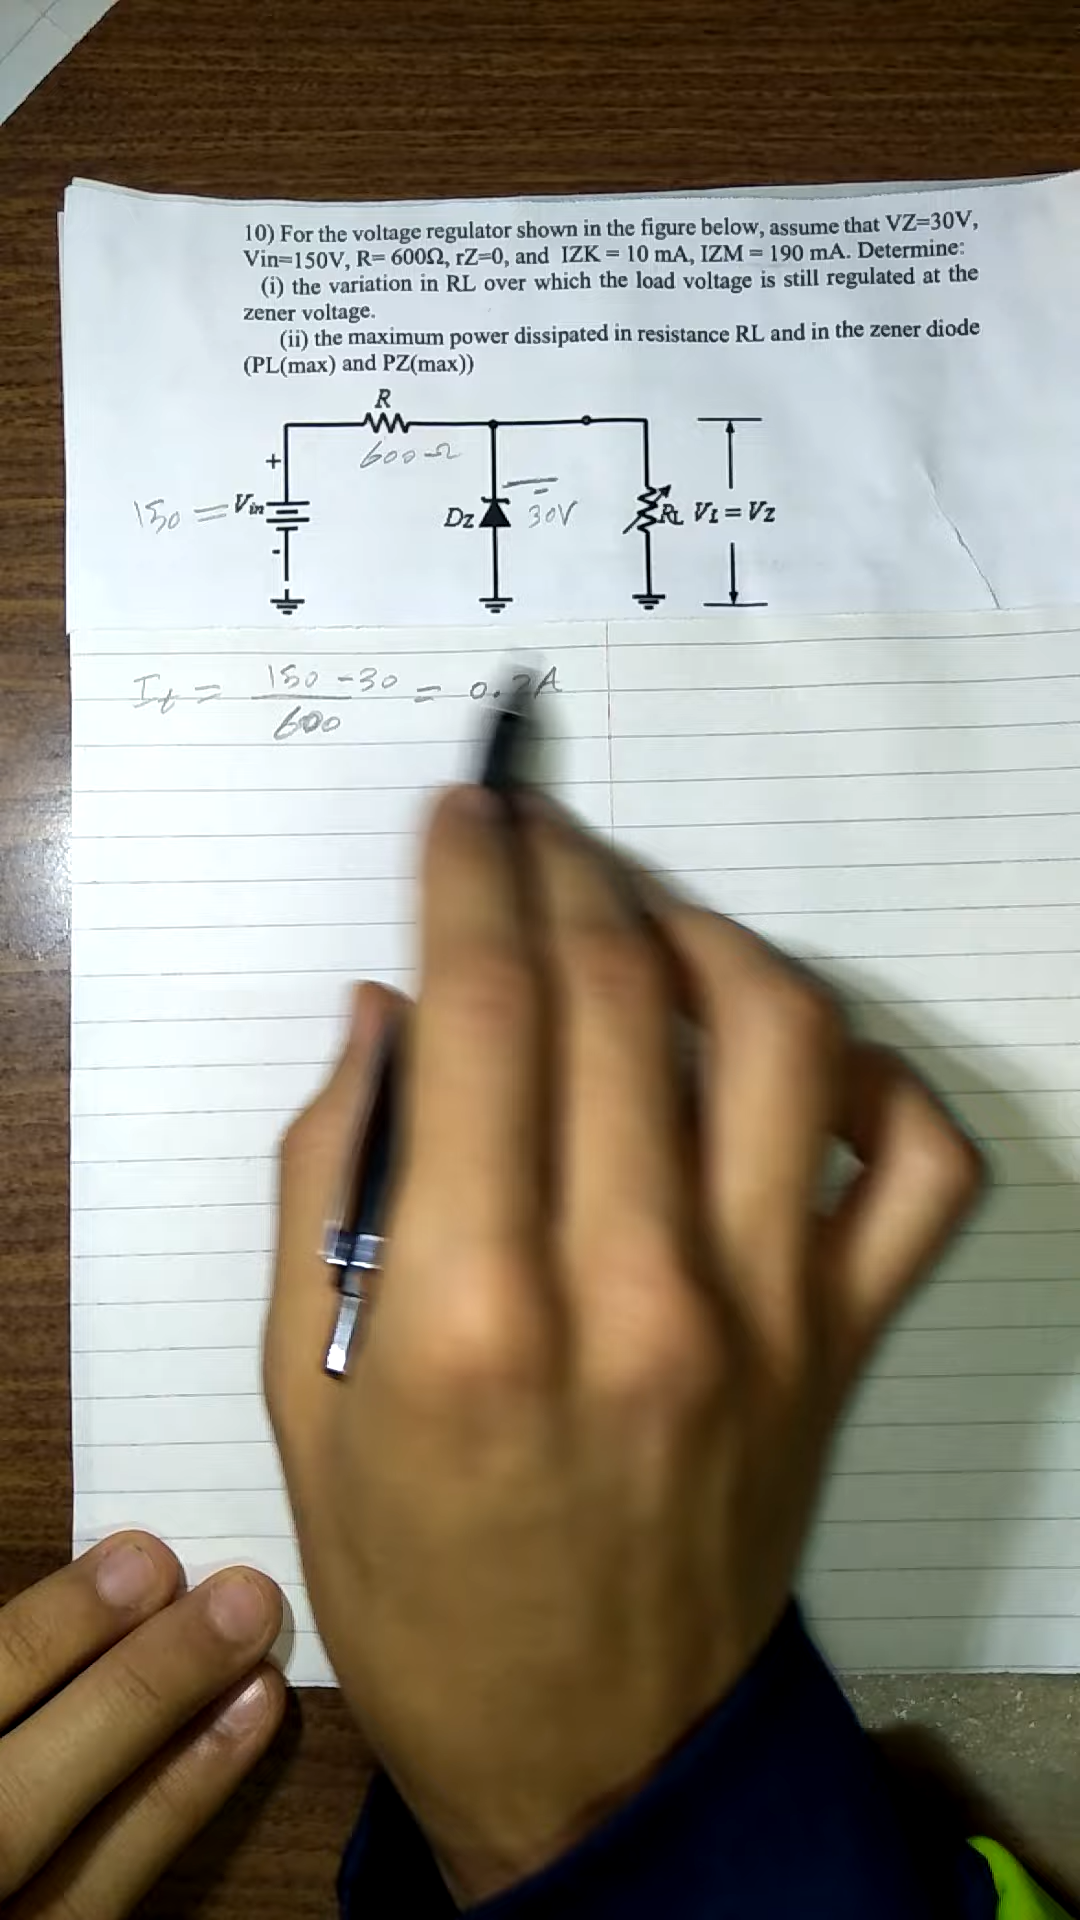 10) For the voltage regulator shown in the figure below, assume that VZ=30V,
Vin=150V, R= 600Ω, rZ=0, and IZK = 10 mA, IZM = 190 mA. Determine:
(i) the variation in RL over which the load voltage is still regulated at the
zener voltage.
(ii) the maximum power dissipated in resistance RL and in the zener diode
(PL(max) and PZ(max))
R
600Ω
+
150 = Vin
-
Dz
30V
RL
VL = VZ
It = 150 - 30 / 600 = 0.2A